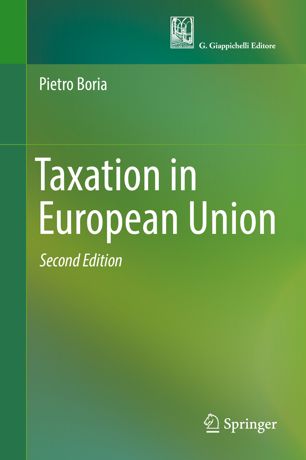 G. Giappichelli Editore
Pietro Boria
Taxation in
European Union
Second Edition
Springer